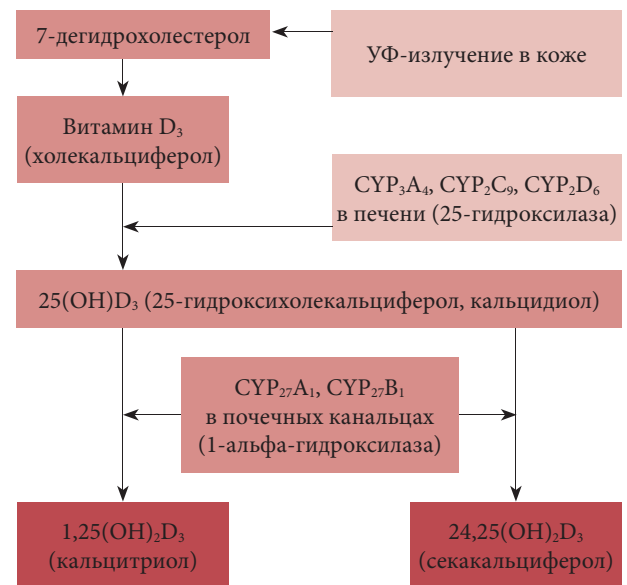 7-дегидрохолестерол
УФ-излучение в коже
Витамин D₃
(холекальциферол)
CYP₃A₄, CYP₂C₉, CYP₂D₆
в печени (25-гидроксилаза)
25(OH)D₃ (25-гидроксихолекальциферол, кальцидиол)
CYP₂₇A₁, CYP₂₇B₁
в почечных канальцах
(1-альфа-гидроксилаза)
1,25(OH)₂D₃
(кальцитриол)
24,25(OH)₂D₃
(секакальциферол)